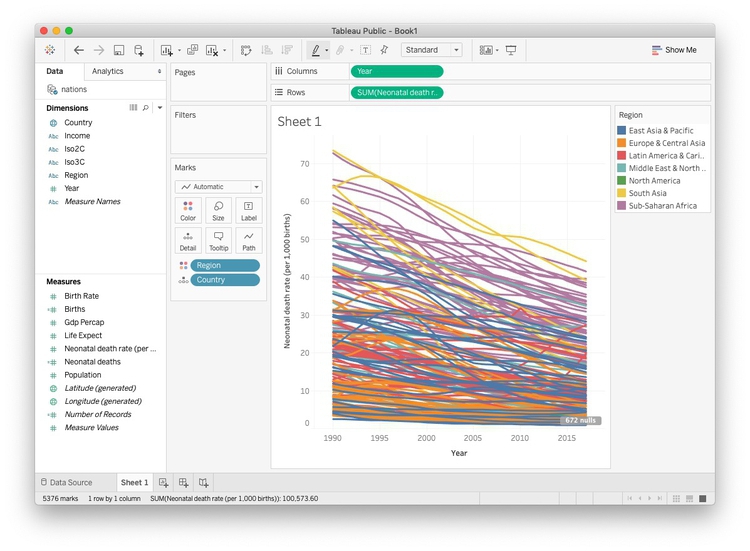 Tableau Public - Book1
Standard
Show Me
Data
Analytics
nations
Dimensions
Country
Abc Income
Abc Iso2C
Abc Iso3C
Abc Region
Year
Abc Measure Names
Measures
Birth Rate
Births
Gdp Percap
Life Expect
Neonatal death rate (per ...
Neonatal deaths
Population
Latitude (generated)
Longitude (generated)
Number of Records
Measure Values
Pages
Filters
Marks
Automatic
Color
Size
Label
Detail
Tooltip
Path
Region
Country
Columns
Year
Rows
SUM(Neonatal death r..
Sheet 1
Neonatal death rate (per 1,000 births)
70
60
50
40
30
20
10
0
672 nulls
1990
1995
2000
2005
2010
2015
Year
Region
East Asia & Pacific
Europe & Central Asia
Latin America & Cari..
Middle East & North ..
North America
South Asia
Sub-Saharan Africa
Data Source
Sheet 1
5376 marks
1 row by 1 column
SUM(Neonatal death rate (per 1,000 births)): 100,573.60